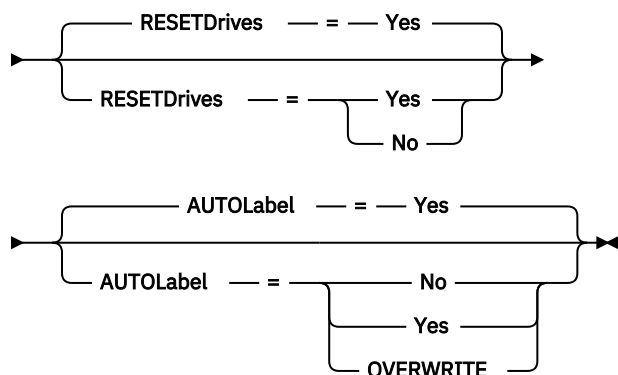 RESETDrives = Yes
RESETDrives = Yes
No
AUTOLabel = Yes
AUTOLabel = No
Yes
OVERWRITE